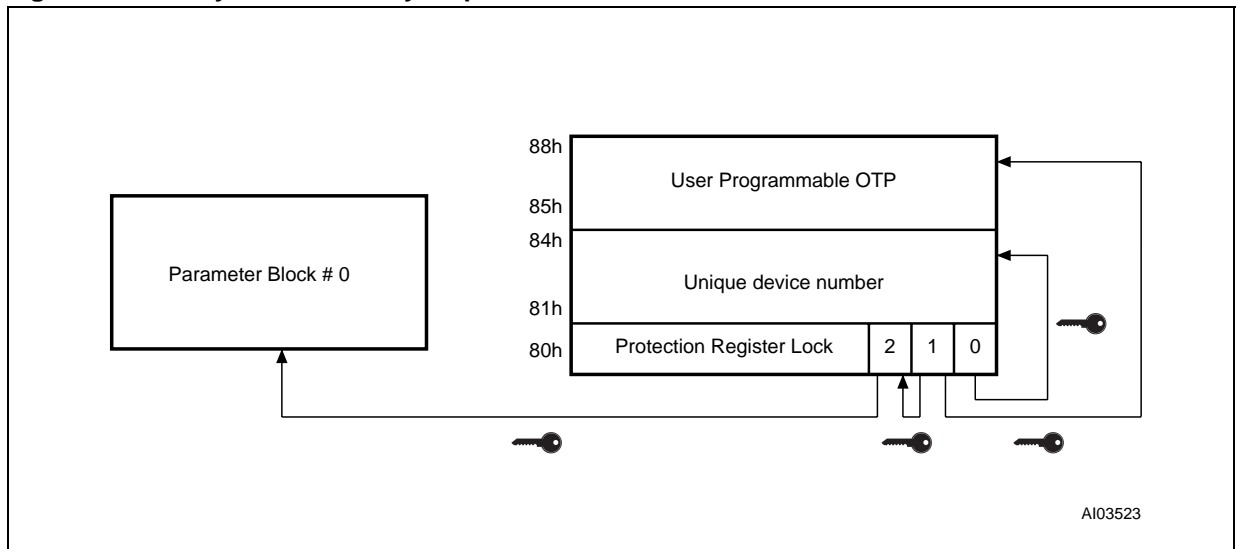 88h
User Programmable OTP
85h
84h
Parameter Block # 0
Unique device number
81h
80h
Protection Register Lock
2
1
0
AI03523